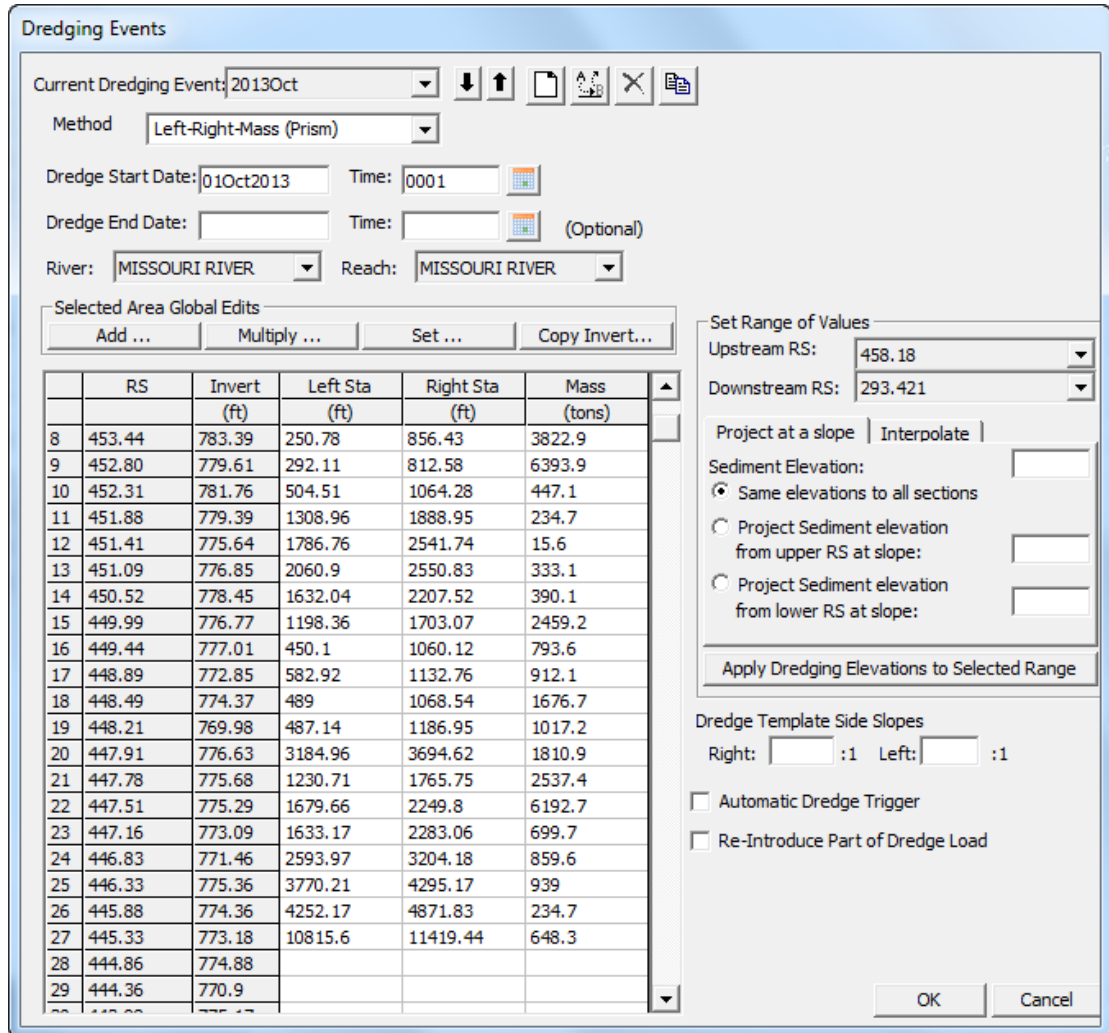 Dredging Events
Current Dredging Event: 2013Oct
Method Left-Right-Mass (Prism)
Dredge Start Date: 01Oct2013 Time: 0001
Dredge End Date: Time: (Optional)
River: MISSOURI RIVER Reach: MISSOURI RIVER
Selected Area Global Edits
Add ... Multiply ... Set ... Copy Invert...
RS Invert Left Sta Right Sta Mass
(ft) (ft) (ft) (tons)
8 453.44 783.39 250.78 856.43 3822.9
9 452.80 779.61 292.11 812.58 6393.9
10 452.31 781.76 504.51 1064.28 447.1
11 451.88 779.39 1308.96 1888.95 234.7
12 451.41 775.64 1786.76 2541.74 15.6
13 451.09 776.85 2060.9 2550.83 333.1
14 450.52 778.45 1632.04 2207.52 390.1
15 449.99 776.77 1198.36 1703.07 2459.2
16 449.44 777.01 450.1 1060.12 793.6
17 448.89 772.85 582.92 1132.76 912.1
18 448.49 774.37 489 1068.54 1676.7
19 448.21 769.98 487.14 1186.95 1017.2
20 447.91 776.63 3184.96 3694.62 1810.9
21 447.78 775.68 1230.71 1765.75 2537.4
22 447.51 775.29 1679.66 2249.8 6192.7
23 447.16 773.09 1633.17 2283.06 699.7
24 446.83 771.46 2593.97 3204.18 859.6
25 446.33 775.36 3770.21 4295.17 939
26 445.88 774.36 4252.17 4871.83 234.7
27 445.33 773.18 10815.6 11419.44 648.3
28 444.86 774.88
29 444.36 770.9
Set Range of Values
Upstream RS: 458.18
Downstream RS: 293.421
Project at a slope Interpolate
Sediment Elevation:
Same elevations to all sections
Project Sediment elevation
from upper RS at slope:
Project Sediment elevation
from lower RS at slope:
Apply Dredging Elevations to Selected Range
Dredge Template Side Slopes
Right: :1 Left: :1
Automatic Dredge Trigger
Re-Introduce Part of Dredge Load
OK Cancel